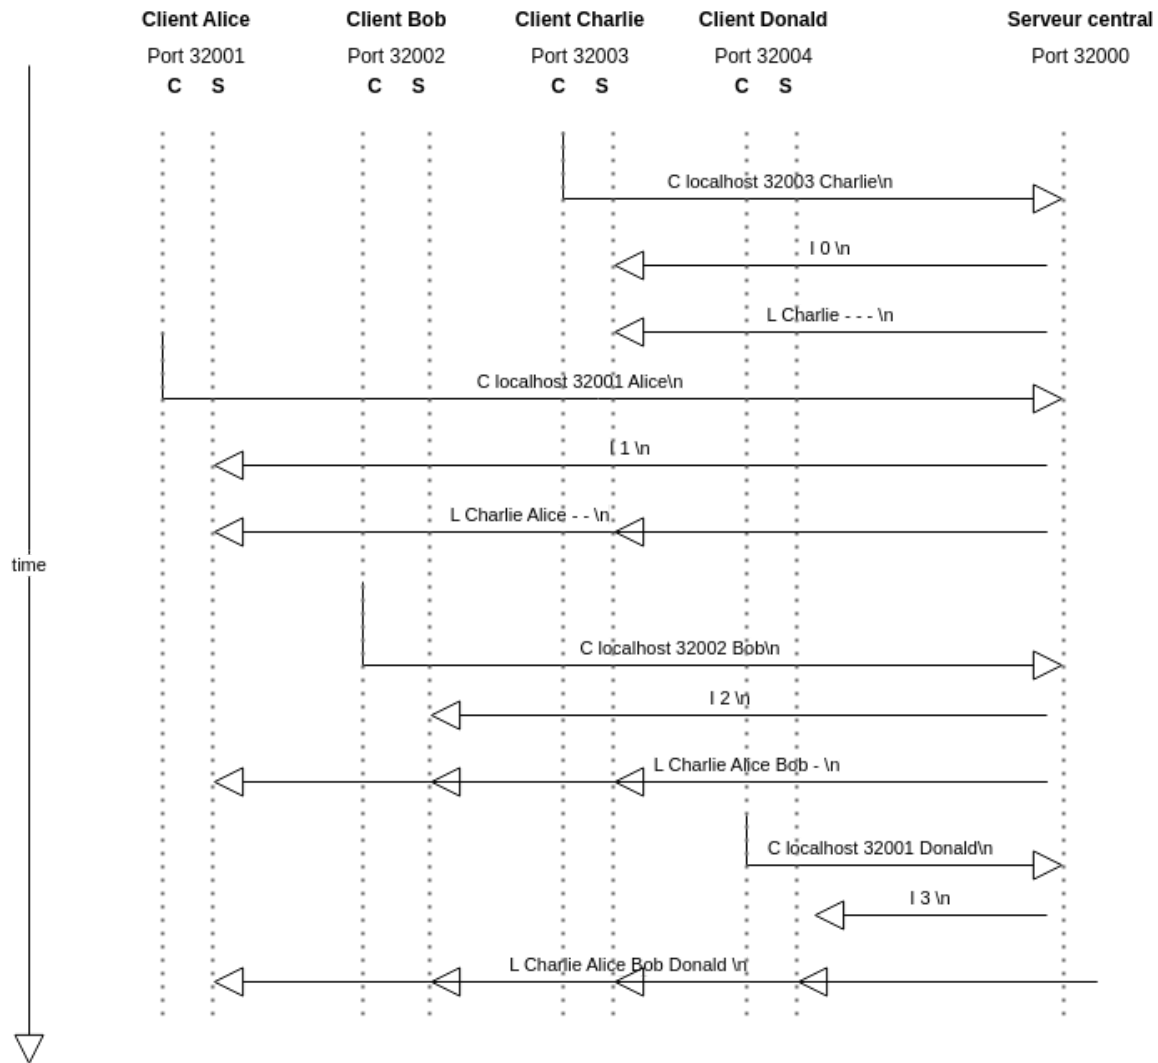 Client Alice Client Bob Client Charlie Client Donald Serveur central
Port 32001 Port 32002 Port 32003 Port 32004 Port 32000
C S C S C S C S
C localhost 32003 Charlie\n
I 0 \n
L Charlie - - - \n
C localhost 32001 Alice\n
I 1 \n
L Charlie Alice - - \n
time
C localhost 32002 Bob\n
I 2 \n
L Charlie Alice Bob - \n
C localhost 32001 Donald\n
I 3 \n
L Charlie Alice Bob Donald \n